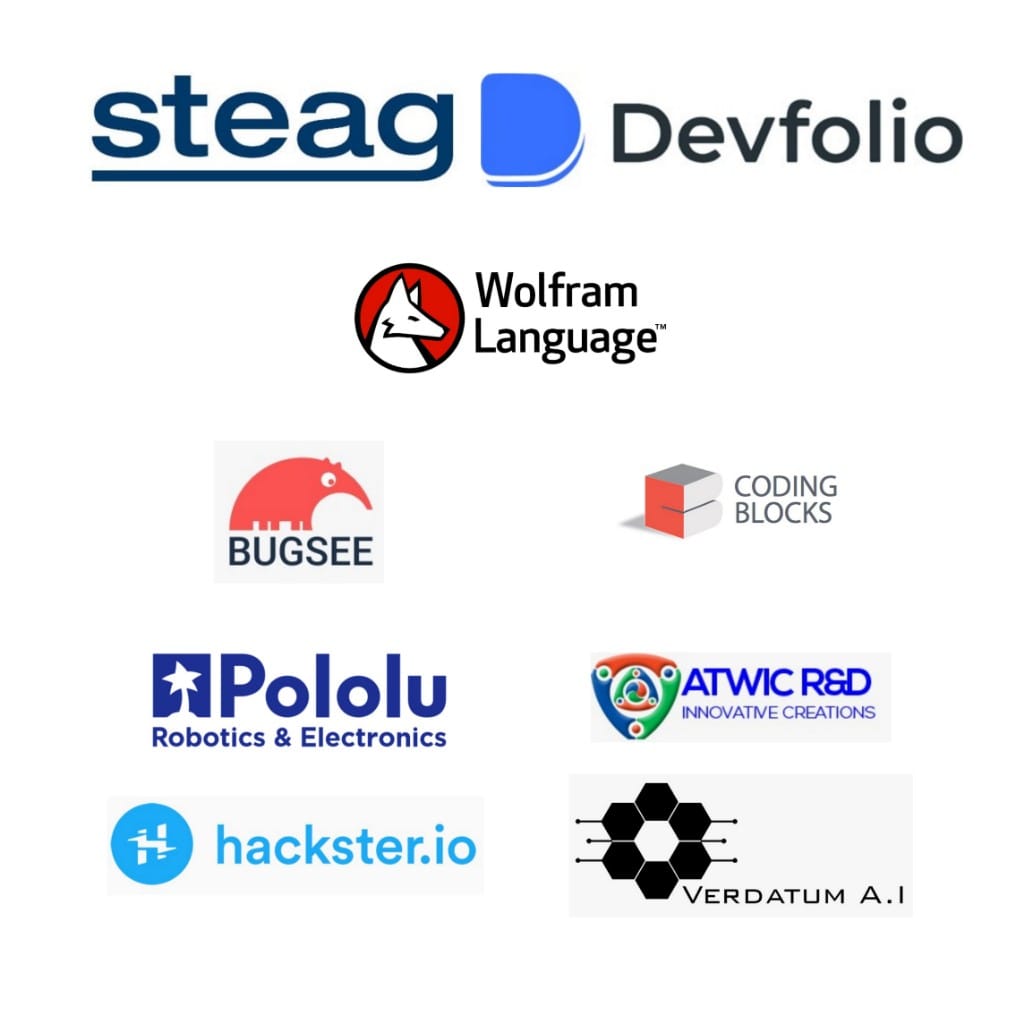 steag
Devfolio
Wolfram
Language™
BUGSEE
CODING
BLOCKS
Pololu
Robotics & Electronics
ATWIC R&D
INNOVATIVE CREATIONS
hackster.io
VERDATUM A.I